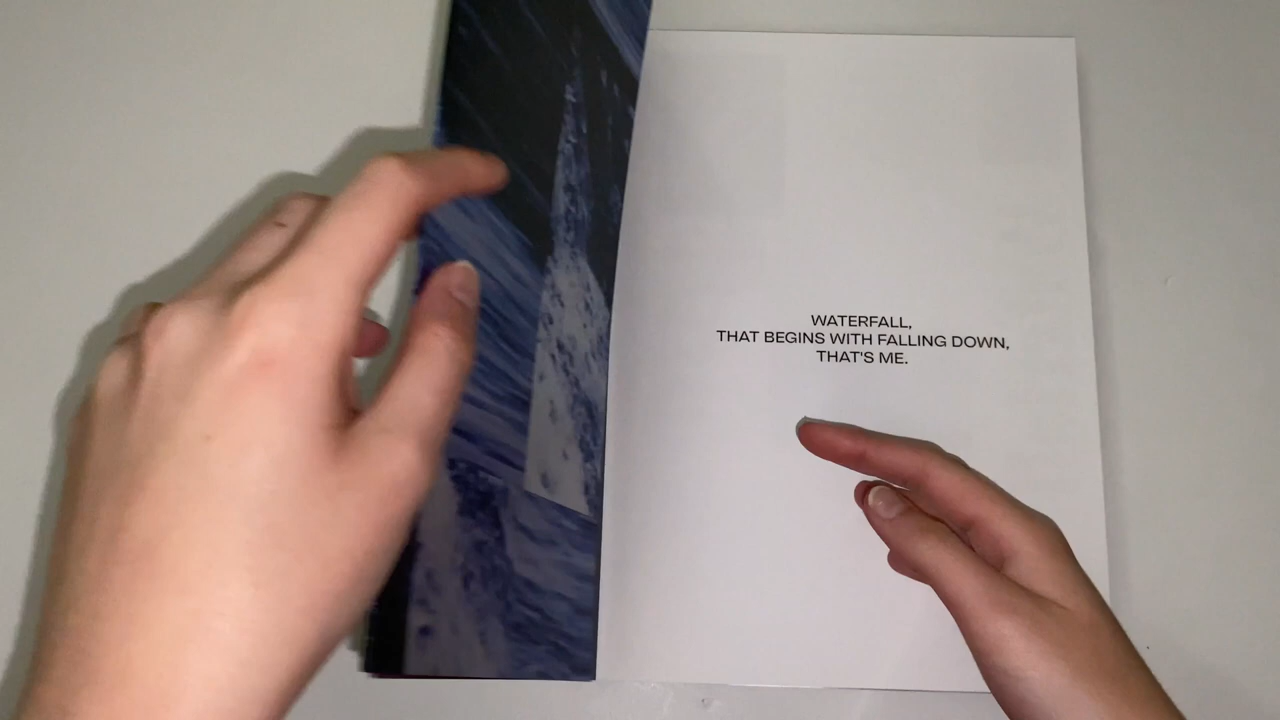 WATERFALL,
THAT BEGINS WITH FALLING DOWN,
THAT'S ME.